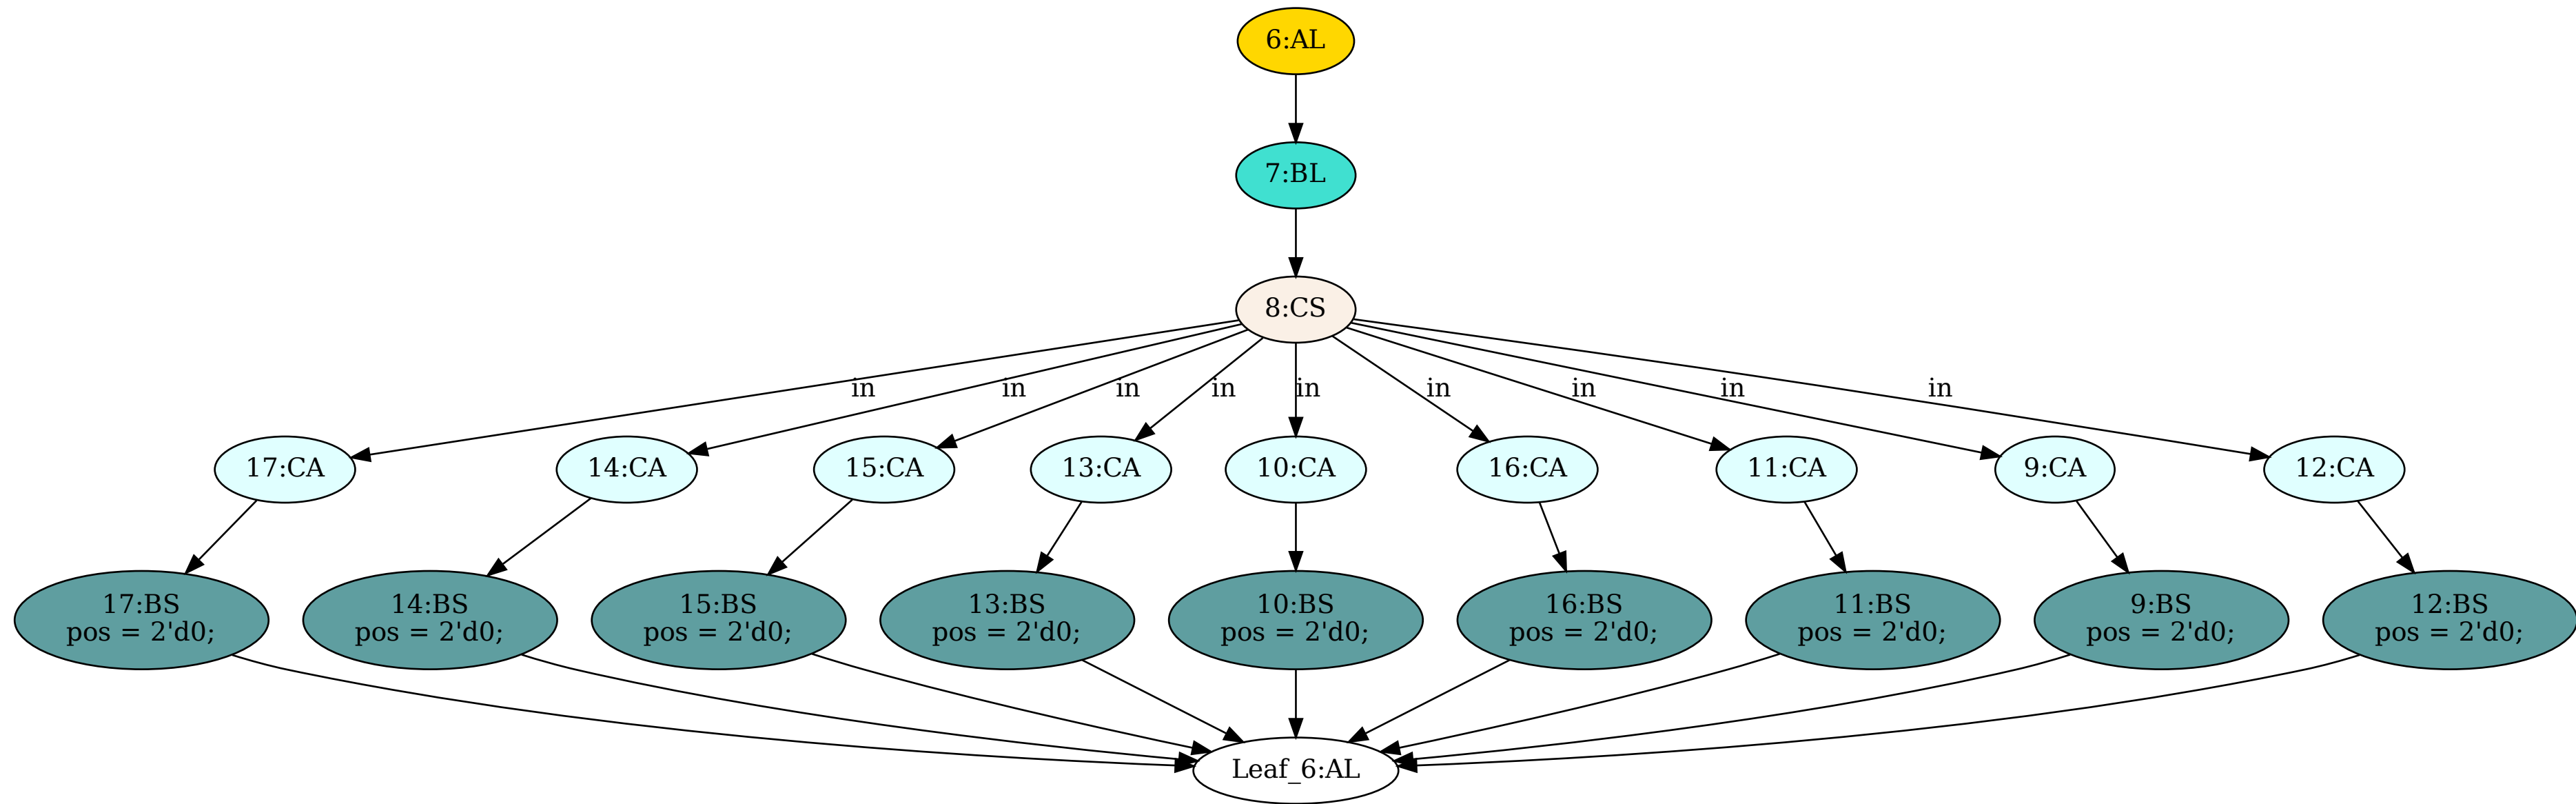 6:AL
7:BL
8:CS
in in in in in in in in in
17:CA 14:CA 15:CA 13:CA 10:CA 16:CA 11:CA 9:CA 12:CA
17:BS 14:BS 15:BS 13:BS 10:BS 16:BS 11:BS 9:BS 12:BS
pos = 2'd0; pos = 2'd0; pos = 2'd0; pos = 2'd0; pos = 2'd0; pos = 2'd0; pos = 2'd0; pos = 2'd0; pos = 2'd0;
Leaf_6:AL